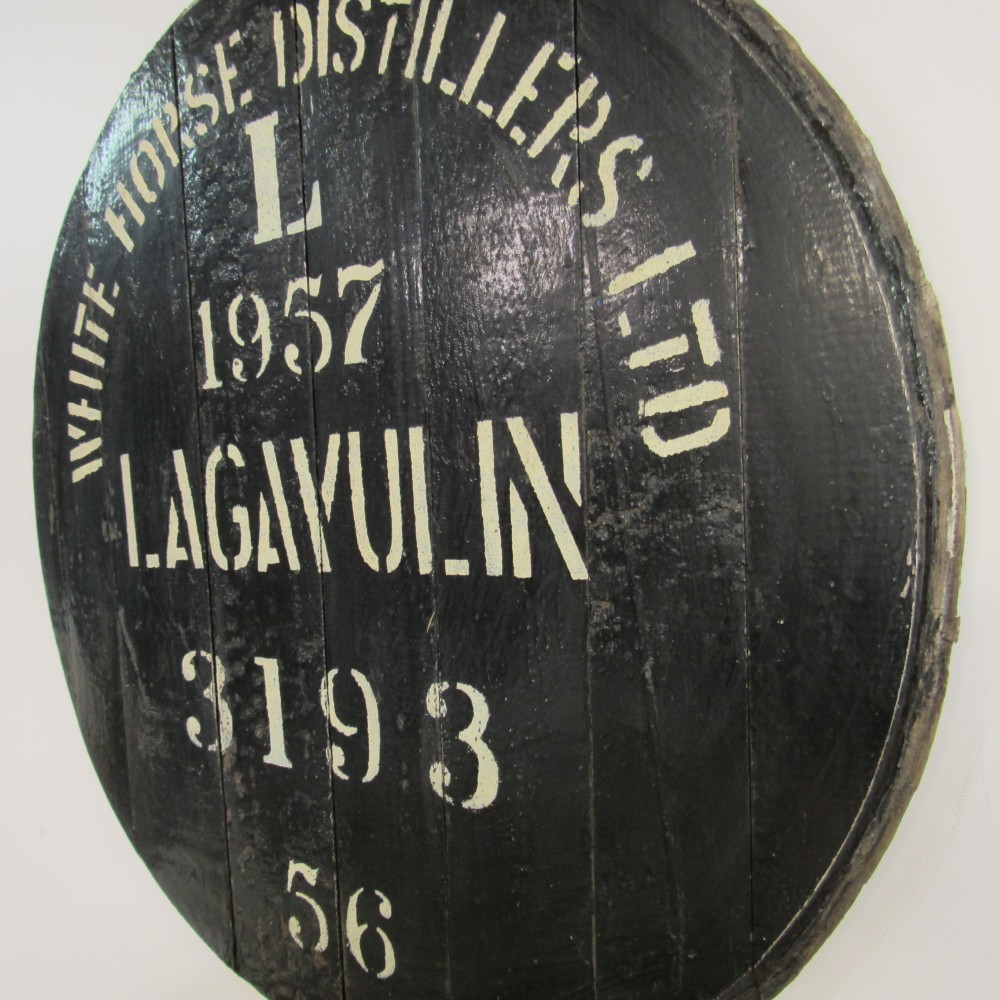 WHITE HORSE DISTILLERS LTD
L
1957
LAGAVULIN
3193
56